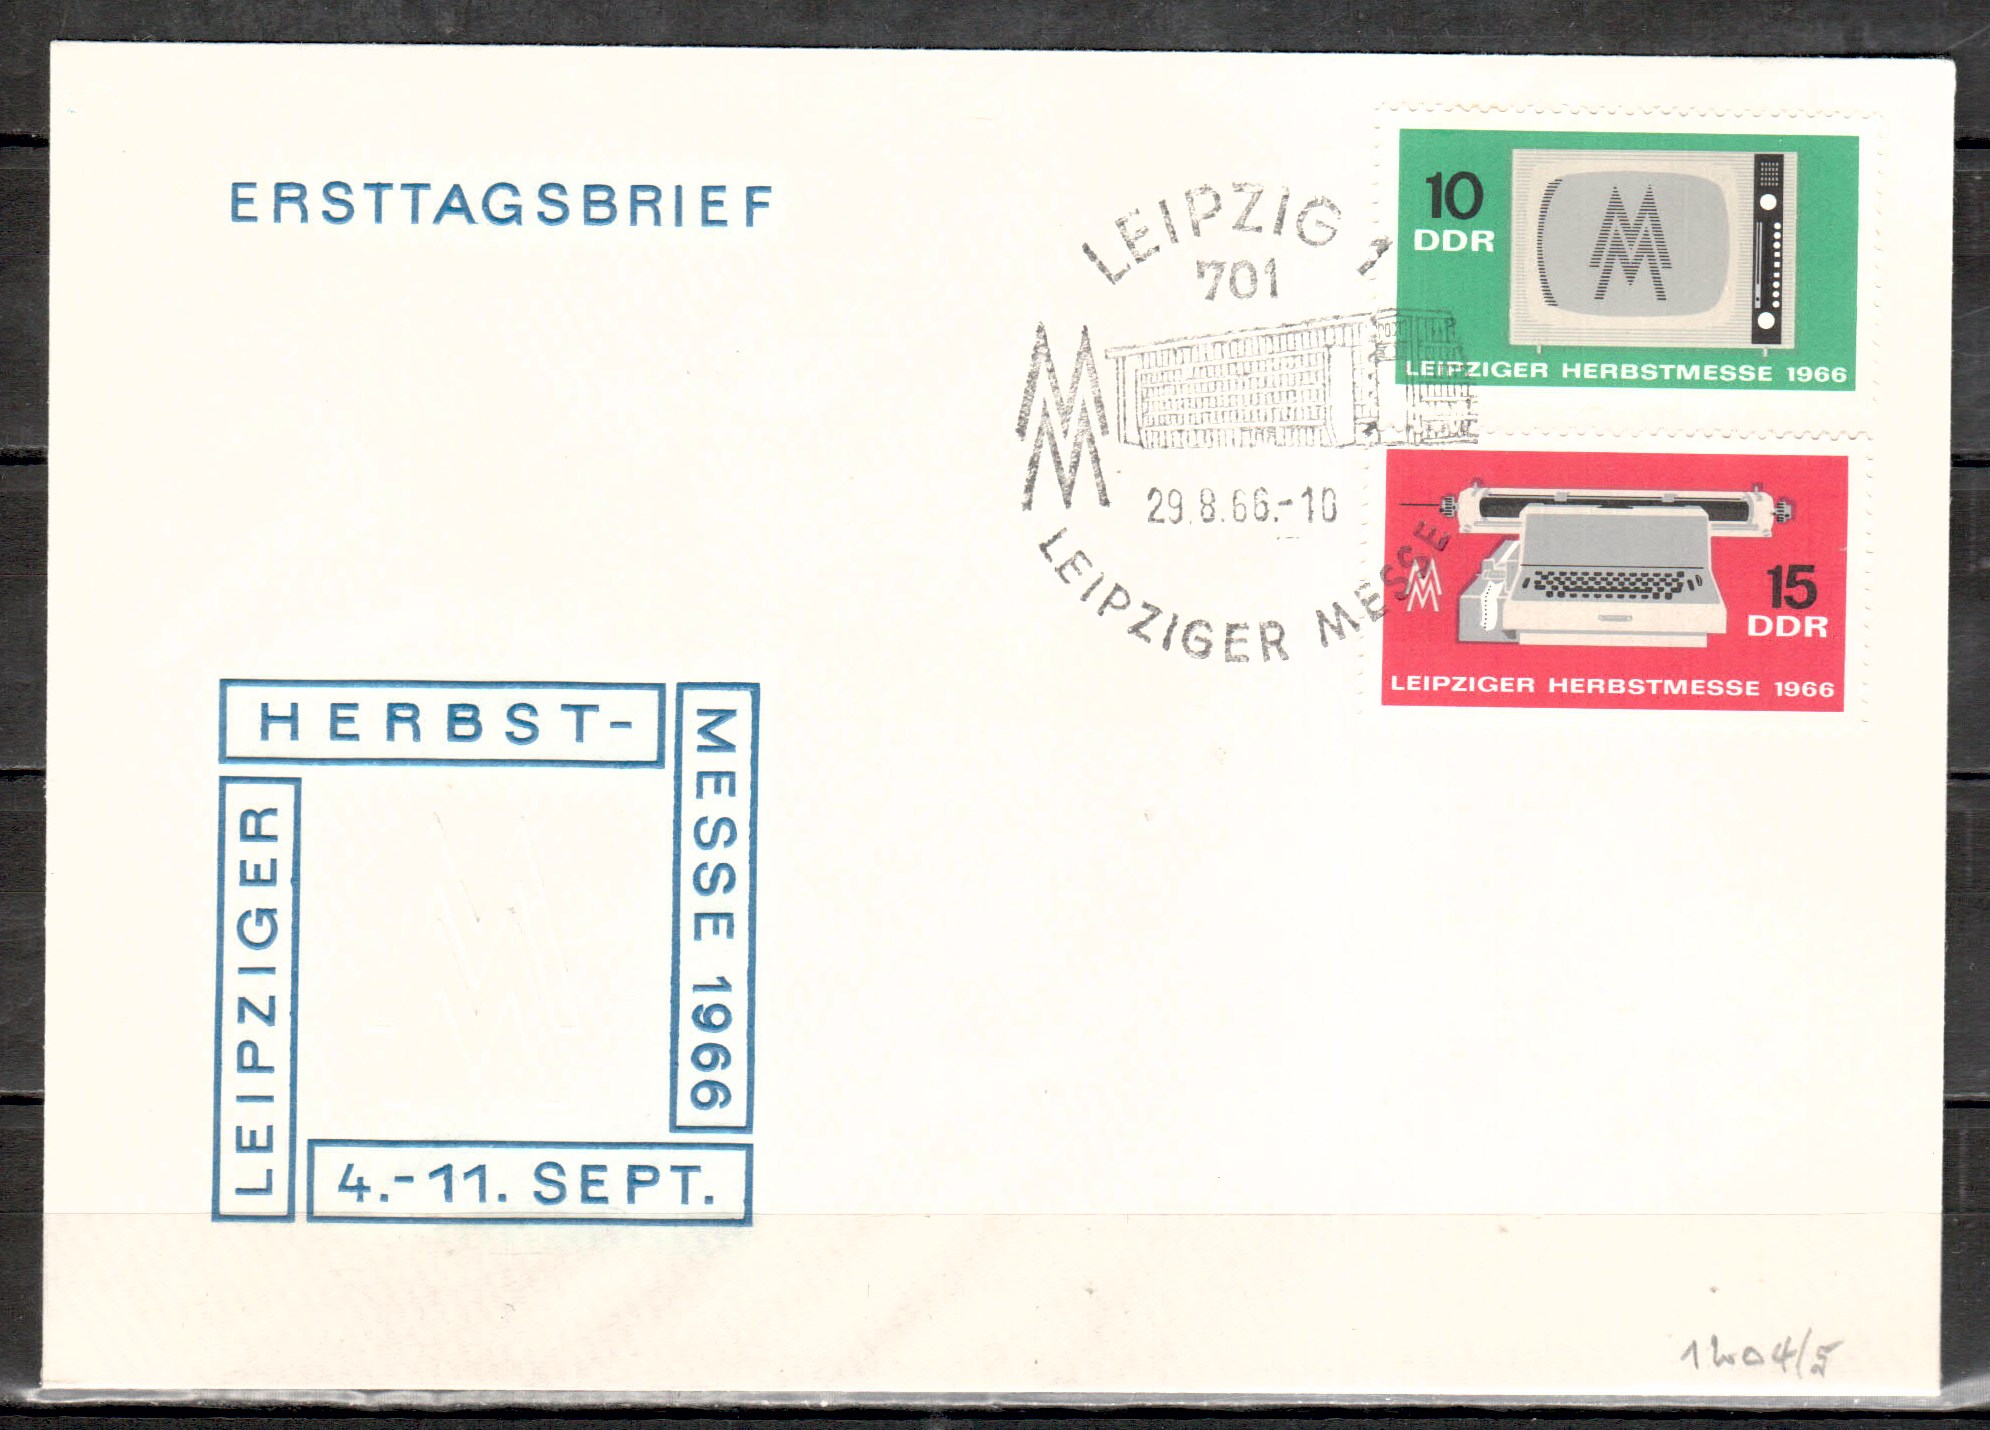 ERSTTAGSBRIEF
LEIPZIG 1
701
29.8.66.-10
LEIPZIGER MESSE
10
DDR
LEIPZIGER HERBSTMESSE 1966
15
DDR
LEIPZIGER HERBSTMESSE 1966
LEIPZIGER
HERBST-
MESSE 1966
4.-11. SEPT.
1204/5